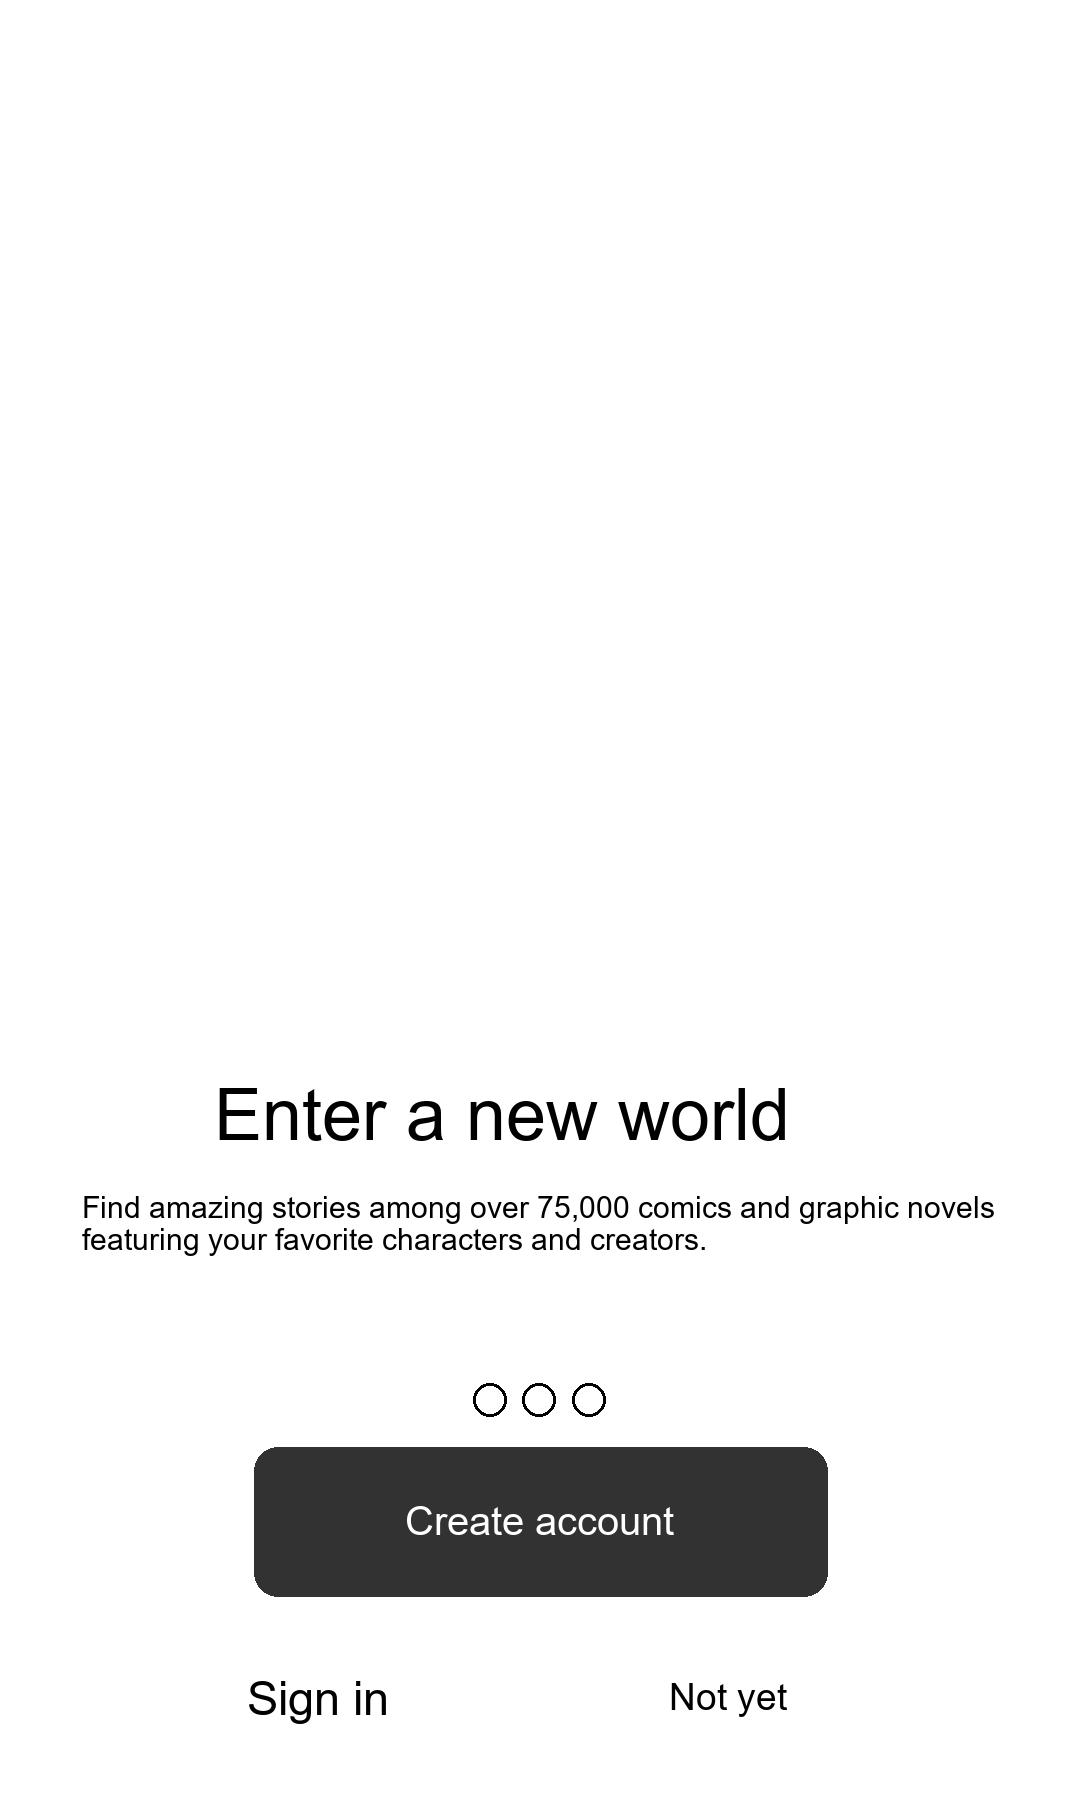 Enter a new world
Find amazing stories among over 75,000 comics and graphic novels
featuring your favorite characters and creators.
Create account
Sign in
Not yet